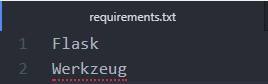 requirements.txt
1 Flask
2 Werkzeug